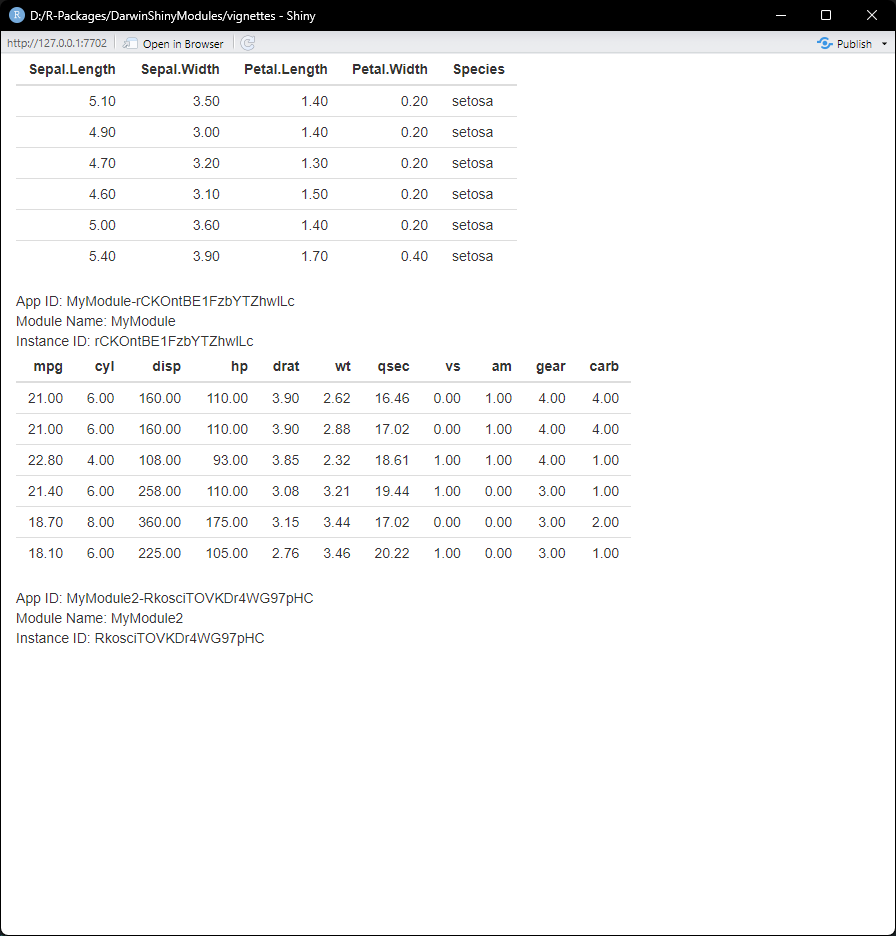 D:/R-Packages/DarwinShinyModules/vignettes - Shiny
http://127.0.0.1:7702 Open in Browser Publish
Sepal.Length Sepal.Width Petal.Length Petal.Width Species
5.10 3.50 1.40 0.20 setosa
4.90 3.00 1.40 0.20 setosa
4.70 3.20 1.30 0.20 setosa
4.60 3.10 1.50 0.20 setosa
5.00 3.60 1.40 0.20 setosa
5.40 3.90 1.70 0.40 setosa
App ID: MyModule-rCKOntBE1FzbYTZhwlLc
Module Name: MyModule
Instance ID: rCKOntBE1FzbYTZhwlLc
mpg cyl disp hp drat wt qsec vs am gear carb
21.00 6.00 160.00 110.00 3.90 2.62 16.46 0.00 1.00 4.00 4.00
21.00 6.00 160.00 110.00 3.90 2.88 17.02 0.00 1.00 4.00 4.00
22.80 4.00 108.00 93.00 3.85 2.32 18.61 1.00 1.00 4.00 1.00
21.40 6.00 258.00 110.00 3.08 3.21 19.44 1.00 0.00 3.00 1.00
18.70 8.00 360.00 175.00 3.15 3.44 17.02 0.00 0.00 3.00 2.00
18.10 6.00 225.00 105.00 2.76 3.46 20.22 1.00 0.00 3.00 1.00
App ID: MyModule2-RkosciTOVKDr4WG97pHC
Module Name: MyModule2
Instance ID: RkosciTOVKDr4WG97pHC